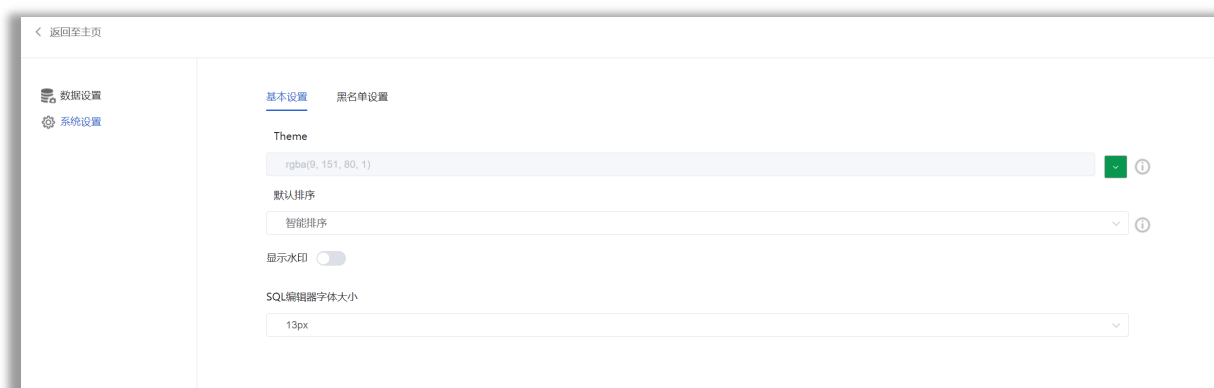 返回至主页
数据设置
系统设置
基本设置 黑名单设置
Theme
rgba(9, 151, 80, 1)
默认排序
智能排序
显示水印
SQL编辑器字体大小
13px